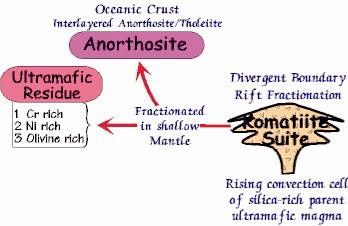 Oceanic Crust
Interlayered Anorthosite/Tholeiite
Anorthosite
Ultramafic
Residue
1 Cr rich
2 Ni rich
3 Olivine rich
Fractionated
in shallow
Mantle
Divergent Boundary
Rift Fractionation
Komatiite
Suite
Rising convection cell
of silica-rich parent
ultramafic magma